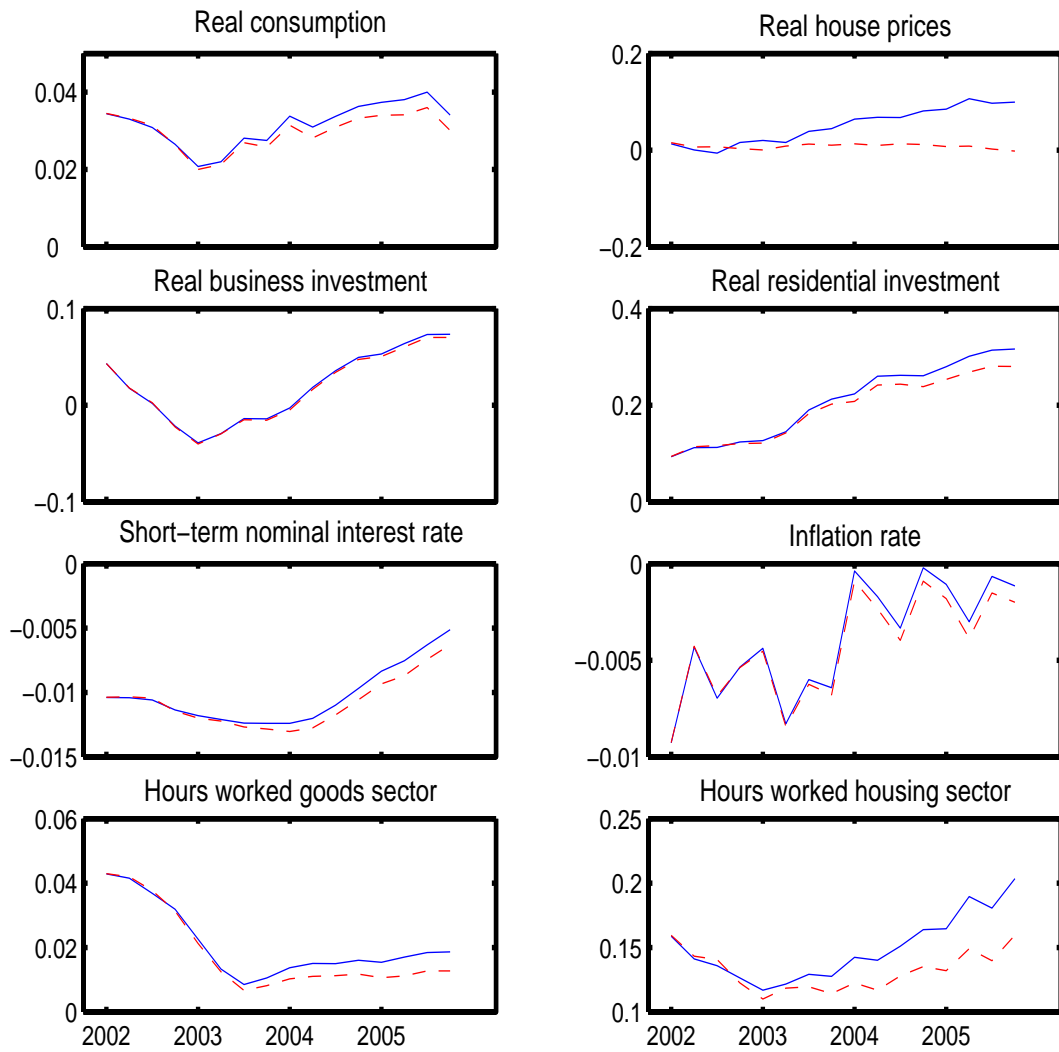 Real consumption
Real house prices
0.04
0.02
0
0.2
0
−0.2
Real business investment
Real residential investment
0.1
0
−0.1
0.4
0.2
0
Short−term nominal interest rate
Inflation rate
0
−0.005
−0.01
−0.015
0
−0.005
−0.01
Hours worked goods sector
Hours worked housing sector
0.06
0.04
0.02
0
0.25
0.2
0.15
0.1
2002 2003 2004 2005
2002 2003 2004 2005